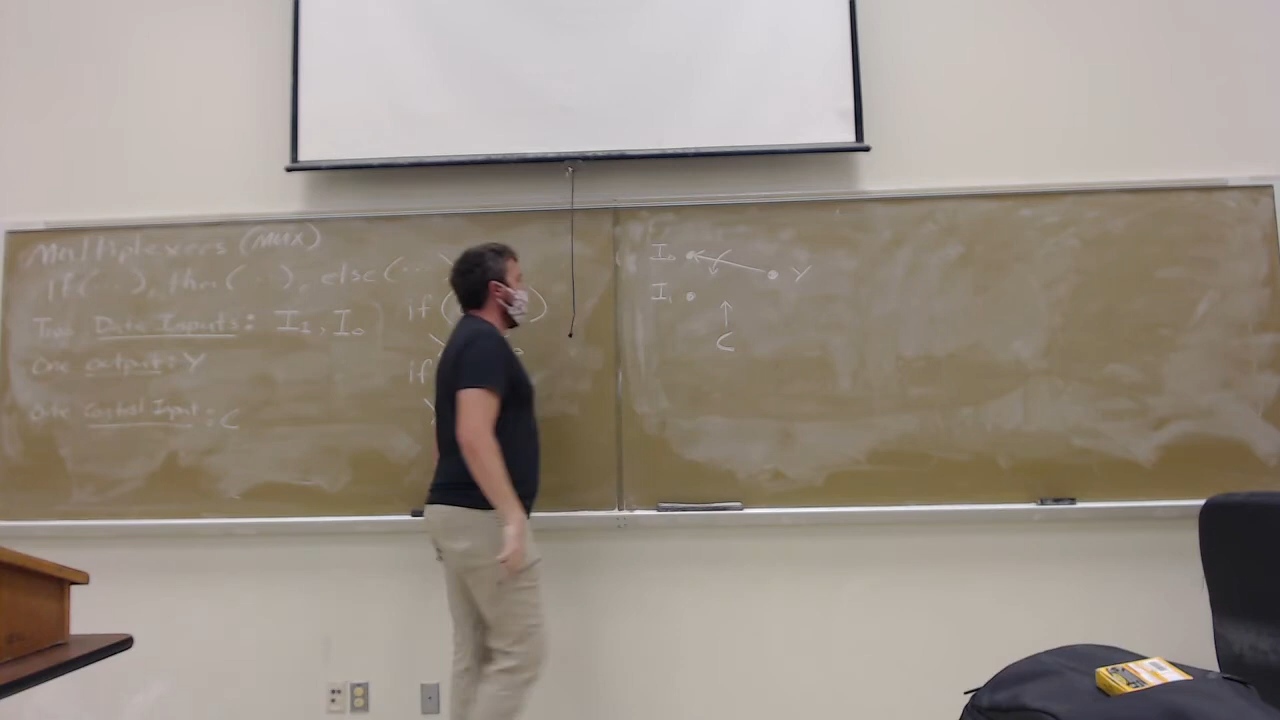 Multiplexers (mux)
if(...), then(...), else(...
Two Data Inputs: I₁, I₀
One output: Y
One Control Input: C
if (
)
if
I₀
Y
I₁
C